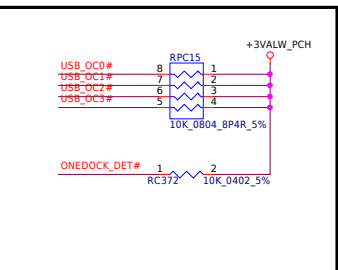 +3VALW_PCH
RPC15
USB_OC0# 8 1
USB_OC1# 7 2
USB_OC2# 6 3
USB_OC3# 5 4
10K_0804_8P4R_5%
ONEDOCK_DET# 1 2
RC372 10K_0402_5%